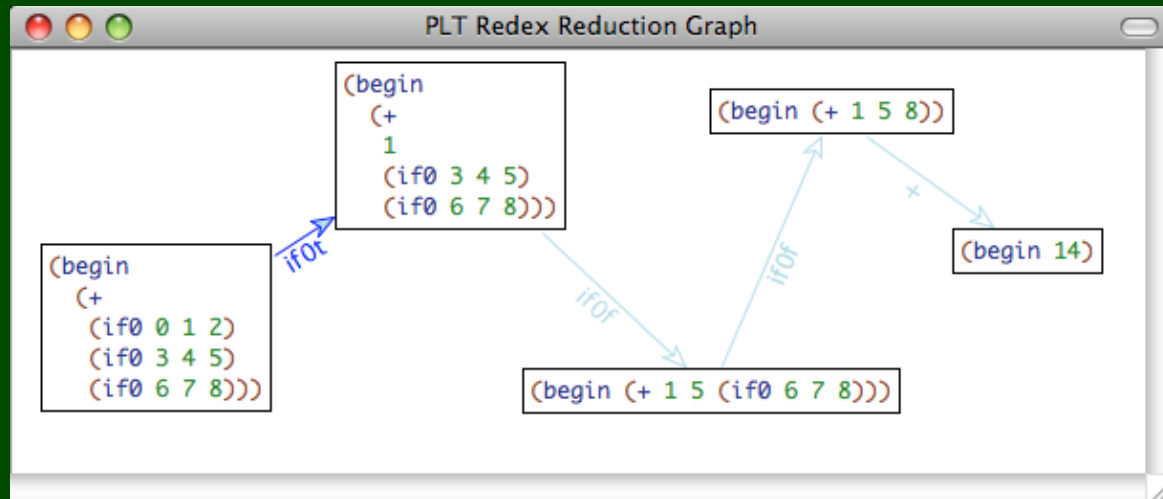 PLT Redex Reduction Graph
(begin
(+
(if0 0 1 2)
(if0 3 4 5)
(if0 6 7 8)))
if0t
(begin
(+
1
(if0 3 4 5)
(if0 6 7 8)))
if0f
(begin (+ 1 5 (if0 6 7 8)))
if0f
(begin (+ 1 5 8))
+
(begin 14)